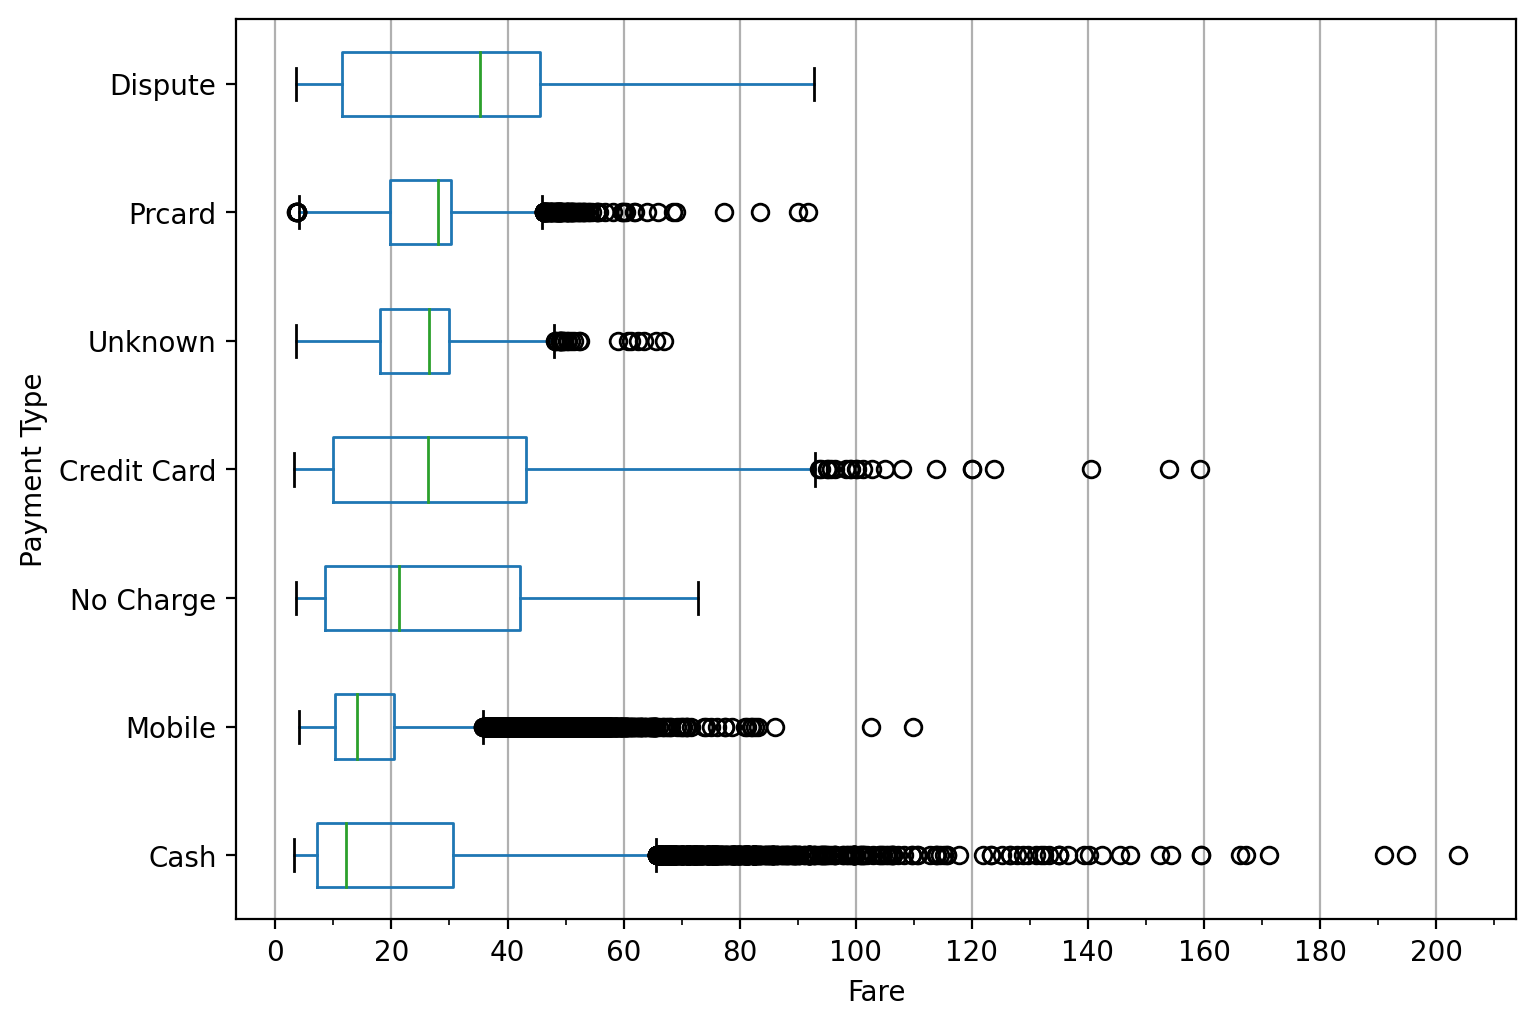 Dispute
Prcard
Unknown
Credit Card
No Charge
Mobile
Cash
Payment Type
0 20 40 60 80 100 120 140 160 180 200
Fare